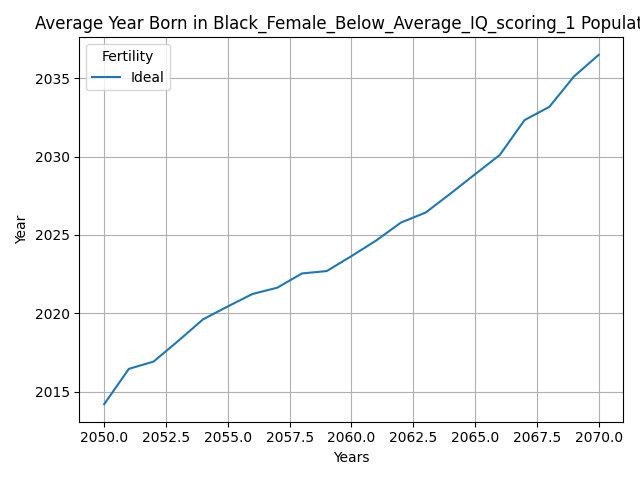 Average Year Born in Black_Female_Below_Average_IQ_scoring_1 Populat
Fertility
Ideal
Year
2035
2030
2025
2020
2015
2050.0 2052.5 2055.0 2057.5 2060.0 2062.5 2065.0 2067.5 2070.0
Years